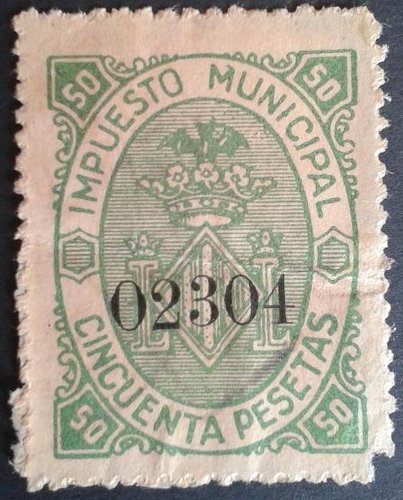 50 50
IMPUESTO MUNICIPAL
L L
02304
CINCUENTA PESETAS
50 50